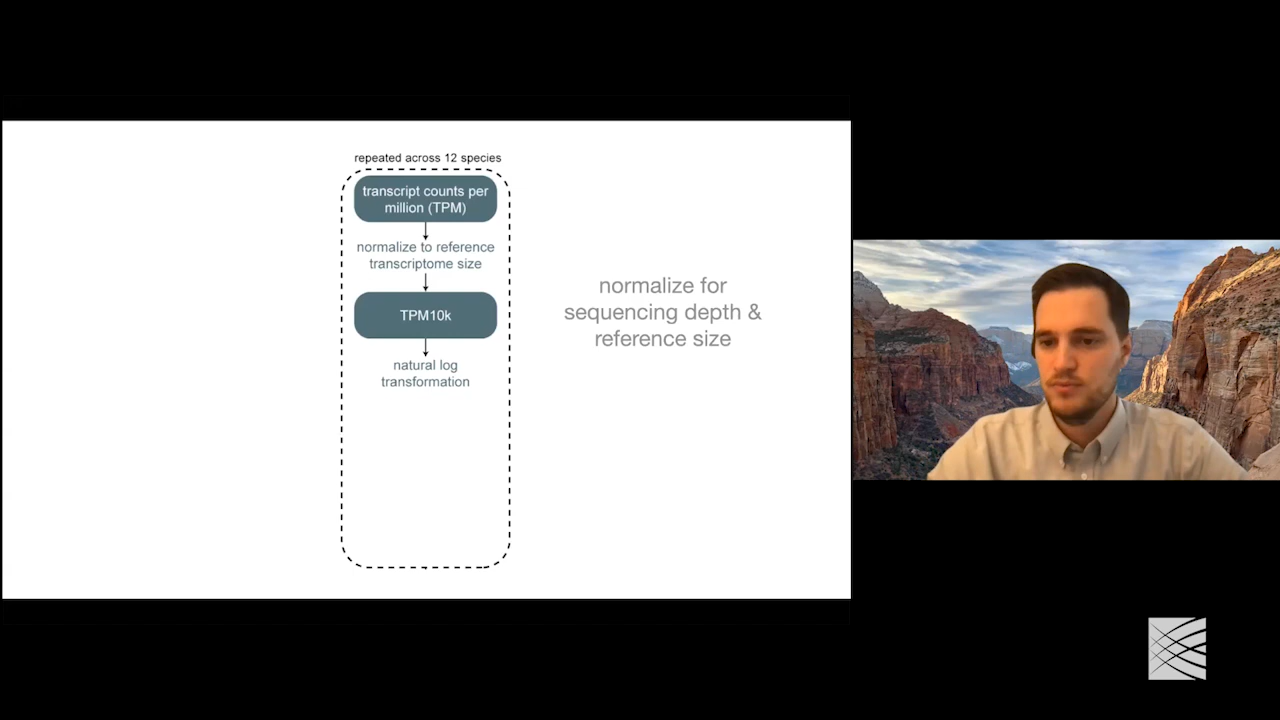 repeated across 12 species
transcript counts per
million (TPM)
normalize to reference
transcriptome size
TPM10k
natural log
transformation
normalize for
sequencing depth &
reference size